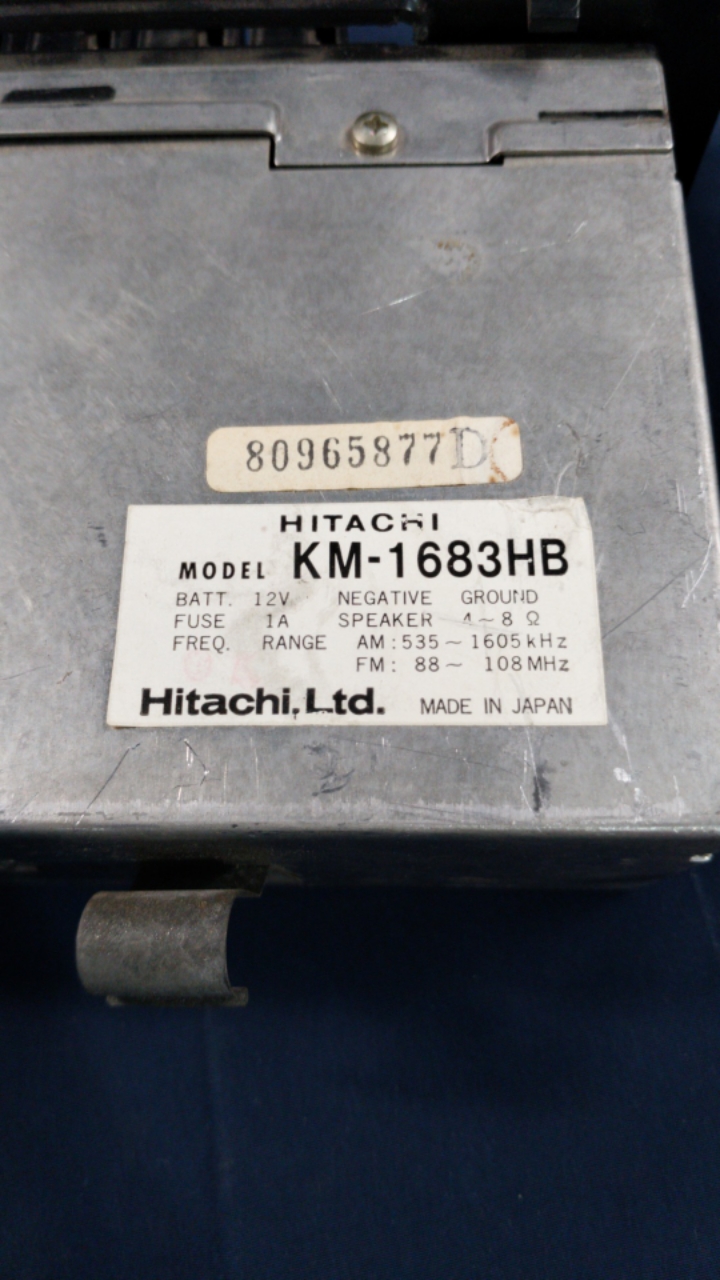 80965877D
HITACHI
MODEL KM-1683HB
BATT. 12V NEGATIVE GROUND
FUSE 1A SPEAKER 4~8 Ω
FREQ. RANGE AM:535~1605kHz
FM: 88~ 108MHz
OK
Hitachi, Ltd. MADE IN JAPAN